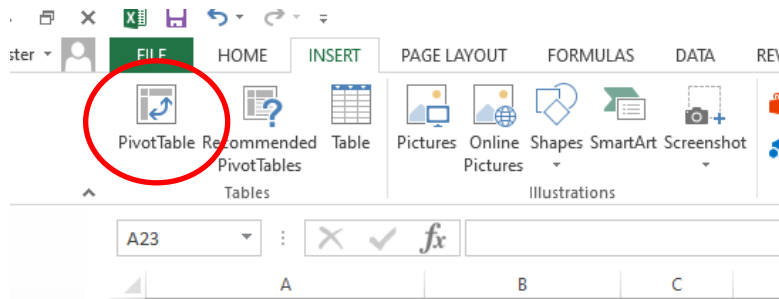 ster
FILE HOME INSERT PAGE LAYOUT FORMULAS DATA REV
PivotTable Recommended PivotTables Table Pictures Online Pictures Shapes SmartArt Screenshot
Tables Illustrations
A23 fx
A B C